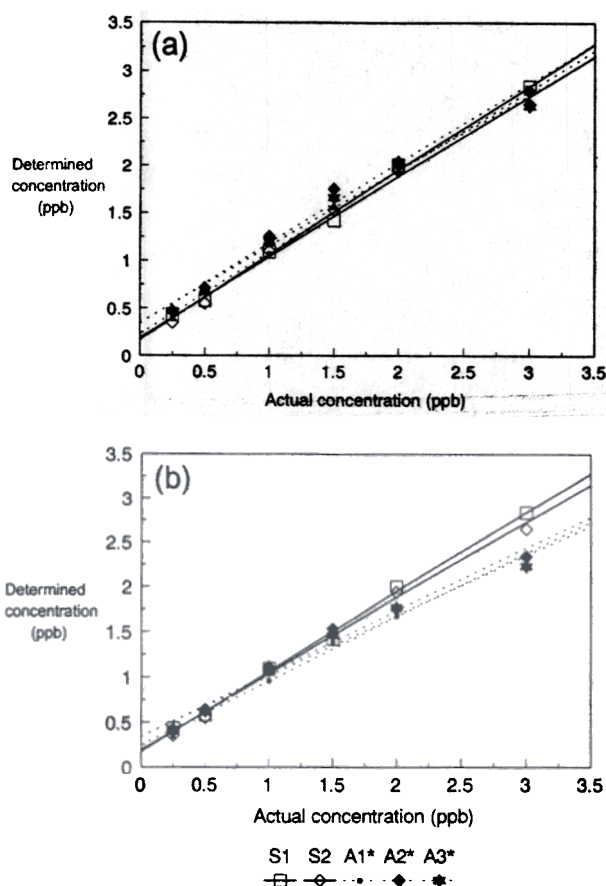 3.5
(a)
3
2.5
Determined
2
concentration
(ppb)
1.5
1
0.5
0
0 0.5 1 1.5 2 2.5 3 3.5
Actual concentration (ppb)
3.5
(b)
3
2.5
Determined
2
concentration
(ppb)
1.5
1
0.5
0
0 0.5 1 1.5 2 2.5 3 3.5
Actual concentration (ppb)
S1 S2 A1* A2* A3*